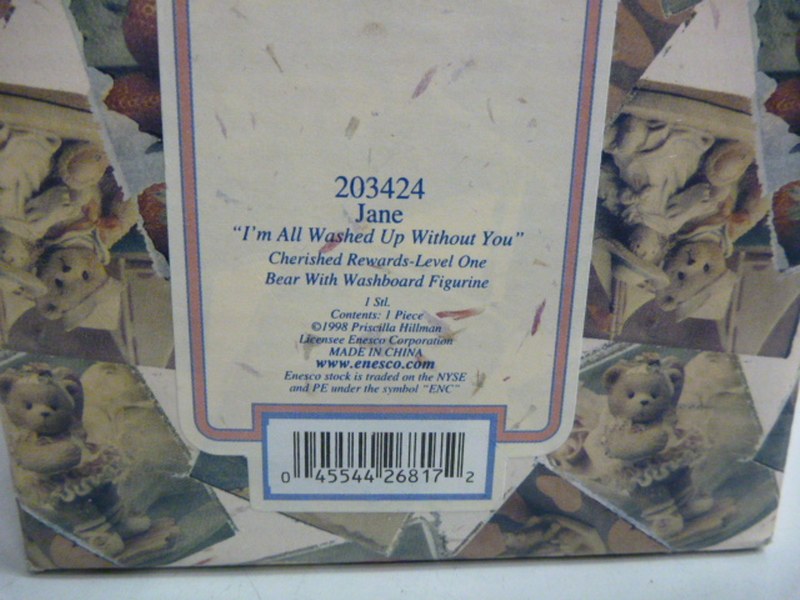 203424
Jane
“I'm All Washed Up Without You”
Cherished Rewards-Level One
Bear With Washboard Figurine
1 Stl.
Contents: 1 Piece
©1998 Priscilla Hillman
Licensee Enesco Corporation
MADE IN CHINA
www.enesco.com
Enesco stock is traded on the NYSE
and PE under the symbol "ENC"
0 45544 26817 2